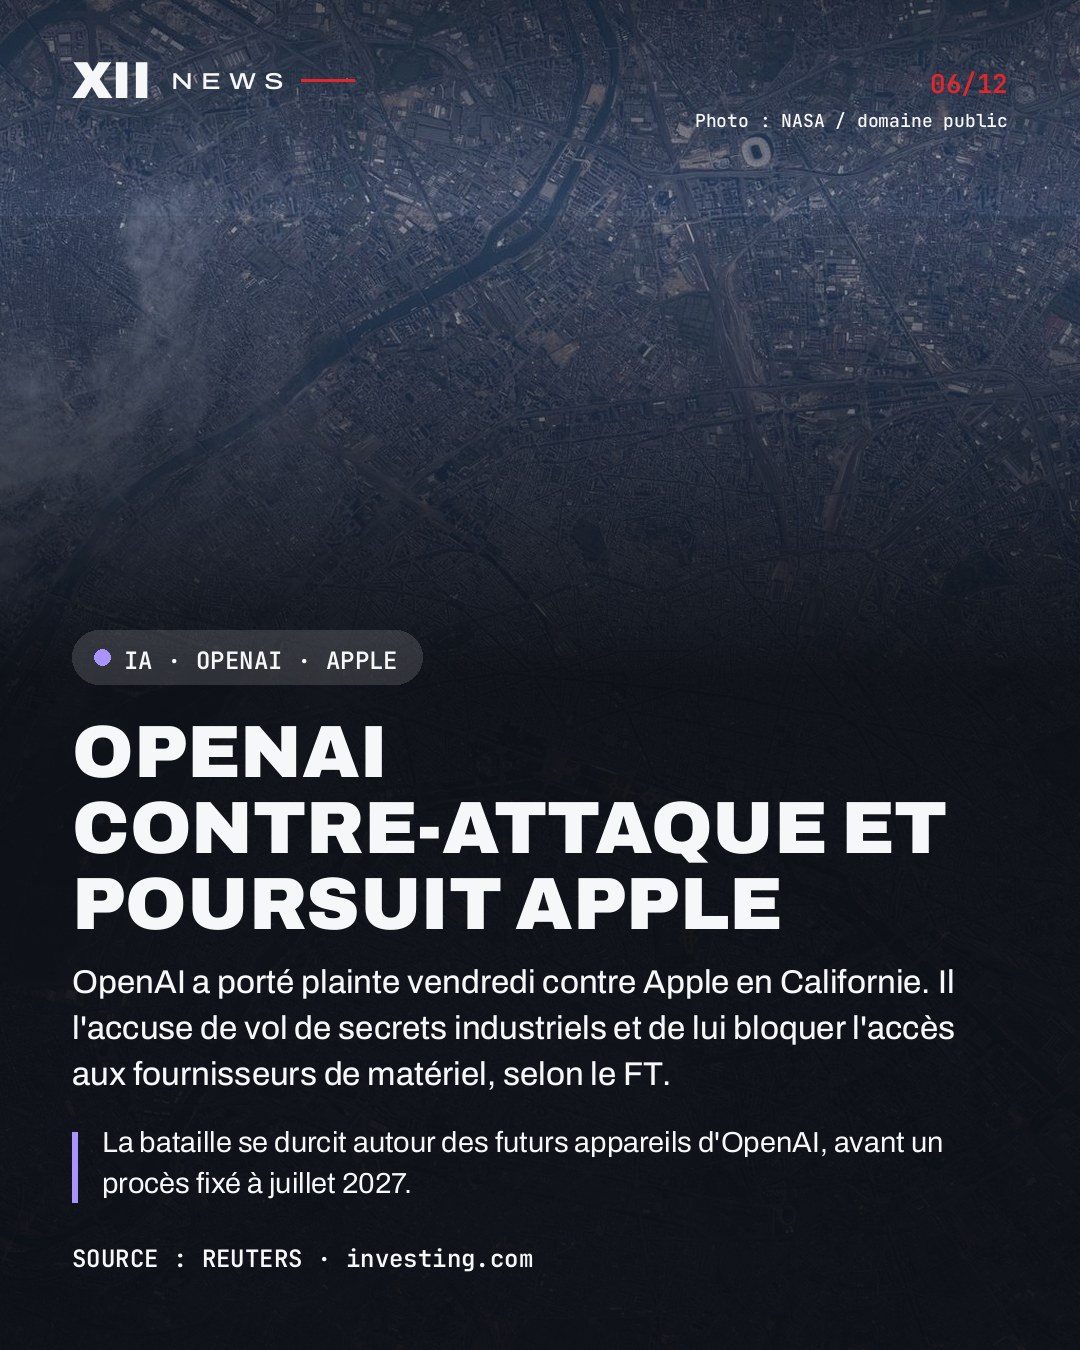 XII NEWS
06/12
Photo : NASA / domaine public
IA · OPENAI · APPLE
OPENAI
CONTRE-ATTAQUE ET
POURSUIT APPLE
OpenAI a porté plainte vendredi contre Apple en Californie. Il
l'accuse de vol de secrets industriels et de lui bloquer l'accès
aux fournisseurs de matériel, selon le FT.
La bataille se durcit autour des futurs appareils d'OpenAI, avant un
procès fixé à juillet 2027.
SOURCE : REUTERS · investing.com